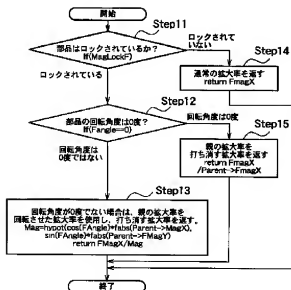 開始
Step11
部品はロックされているか?
If(MagLockF)
ロックされて
いない
Step14
通常の拡大率を返す
return FmagX
ロックされている
Step12
部品の回転角度は0度?
If(Fangle==0)
回転角度は0度
Step15
親の拡大率を
打ち消す拡大率を返す
return FmagX
/Parent->FmagX
回転角度は
0度ではない
Step13
回転角度が0度でない場合は、親の拡大率を
回転させた拡大率を使用し、打ち消す拡大率を返す。
Mag=hypot(cos(FAngle)*fabs(Parent->MagX),
sin(FAngle)*fabs(Parent->FMagY)
return FMagX/Mag
終了